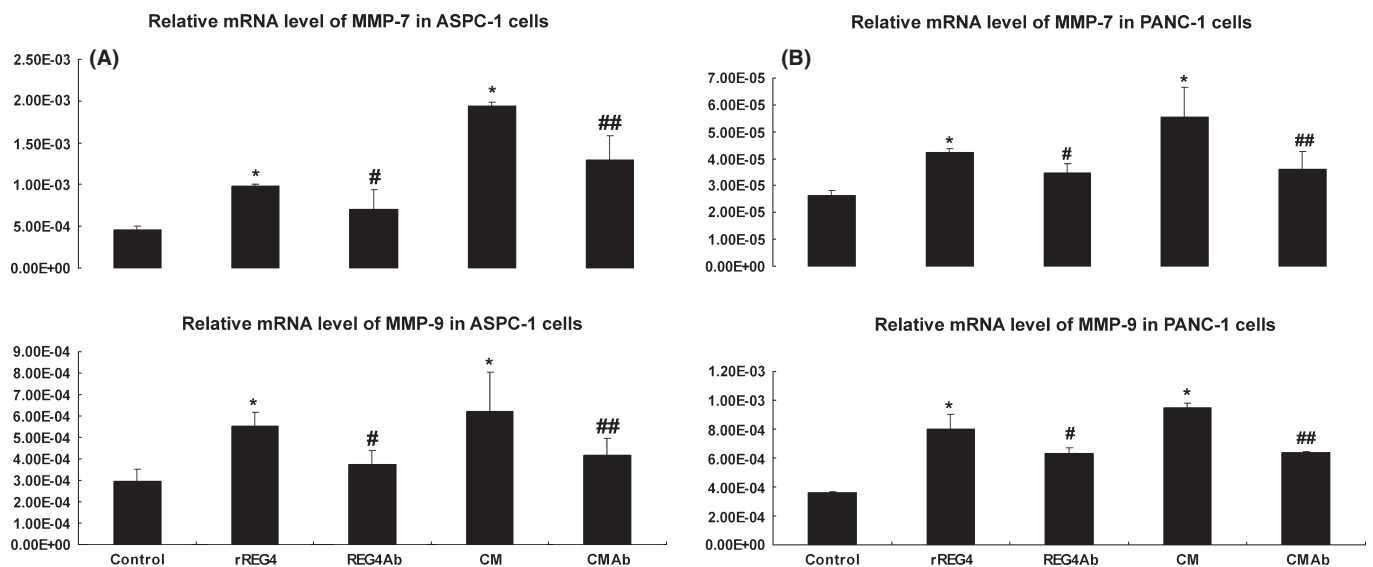 Relative mRNA level of MMP-7 in ASPC-1 cells
(A)
2.50E-03
2.00E-03
1.50E-03
1.00E-03
5.00E-04
0.00E+00
*
#
*
##
Relative mRNA level of MMP-7 in PANC-1 cells
(B)
7.00E-05
6.00E-05
5.00E-05
4.00E-05
3.00E-05
2.00E-05
1.00E-05
0.00E+00
*
#
*
##
Relative mRNA level of MMP-9 in ASPC-1 cells
9.00E-04
8.00E-04
7.00E-04
6.00E-04
5.00E-04
4.00E-04
3.00E-04
2.00E-04
1.00E-04
0.00E+00
*
#
*
##
Control rREG4 REG4Ab CM CMAb
Relative mRNA level of MMP-9 in PANC-1 cells
1.20E-03
1.00E-03
8.00E-04
6.00E-04
4.00E-04
2.00E-04
0.00E+00
*
#
*
##
Control rREG4 REG4Ab CM CMAb